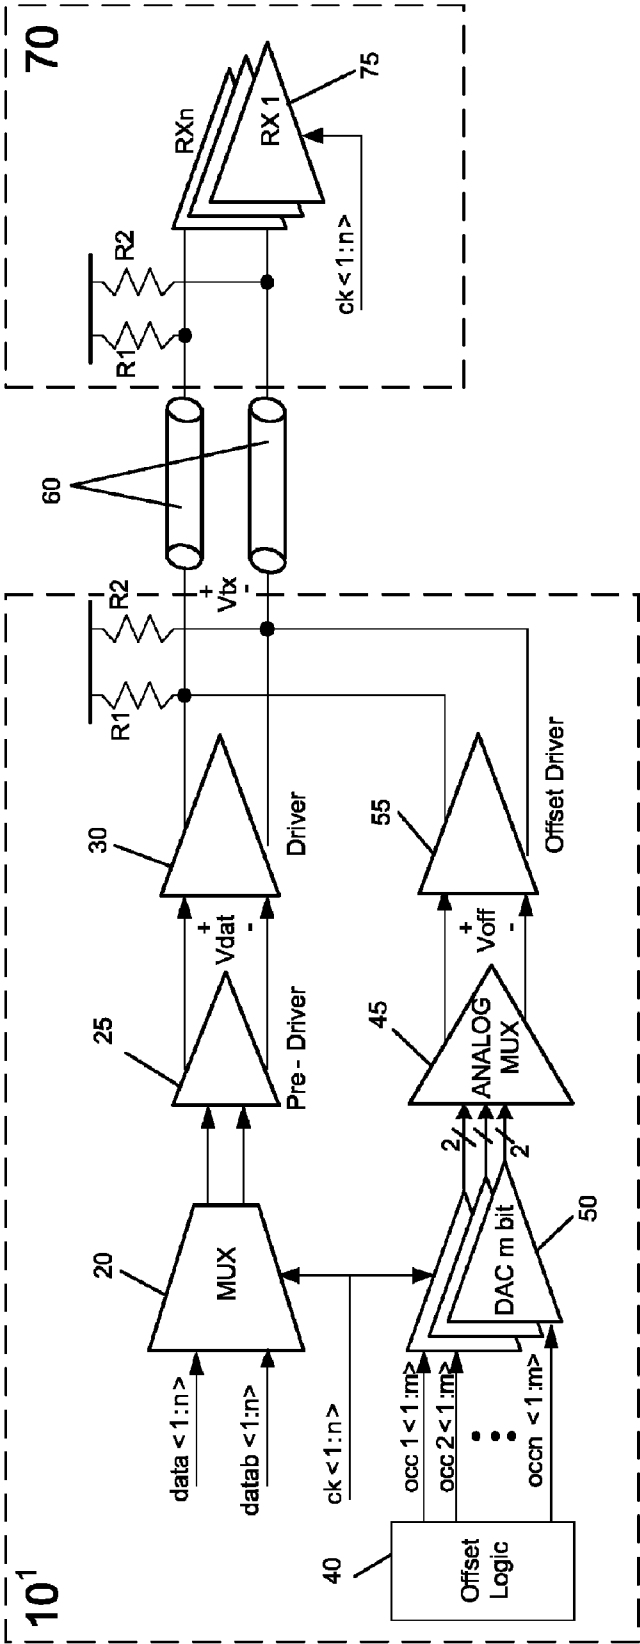 10¹
data <1:n>
datab <1:n>
MUX
20
Pre - Driver
25
+
Vdat
-
30
Driver
R1
R2
+
Vtx
-
60
70
R1
R2
RXn
RX 1
75
ck <1:n>
ck <1:n>
40
Offset
Logic
occ 1 <1:m>
occ 2 <1:m>
occn <1:m>
DAC m bit
50
2
2
45
ANALOG
MUX
+
Voff
-
55
Offset Driver